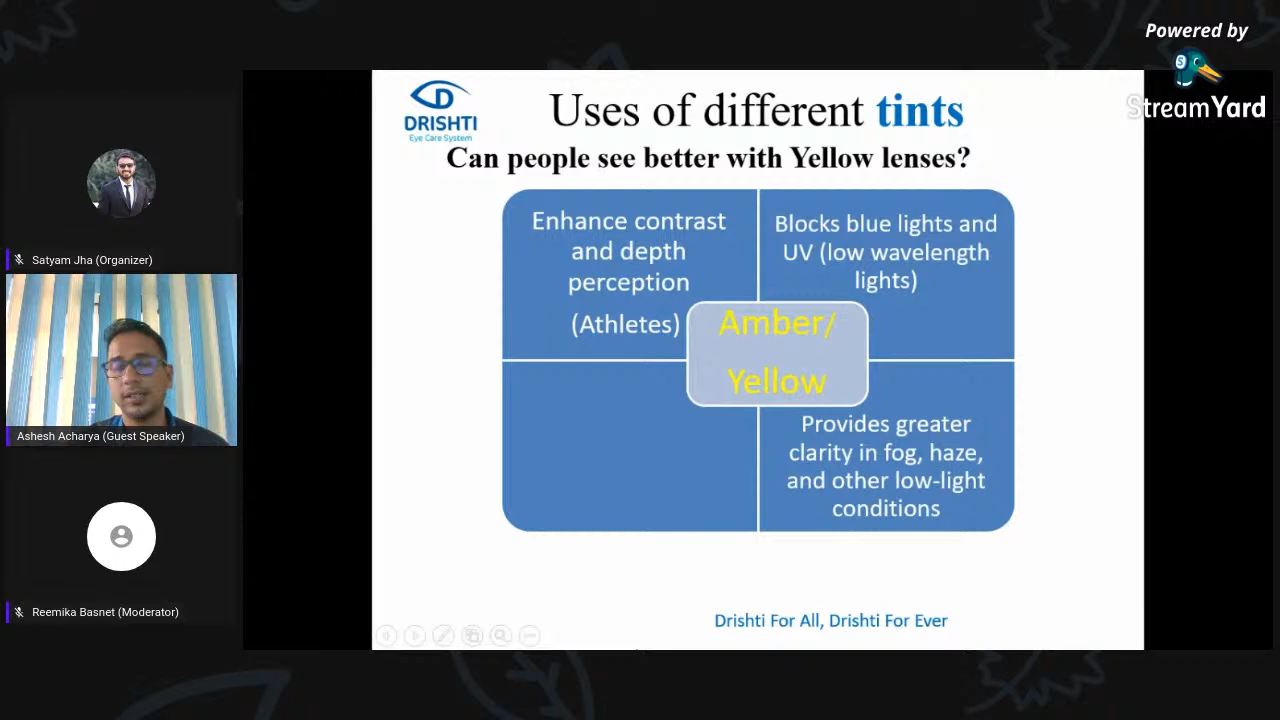 Powered by
StreamYard
DRISHTI
Eye Care System
Uses of different tints
Can people see better with Yellow lenses?
Enhance contrast
and depth
perception
(Athletes)
Blocks blue lights and
UV (low wavelength
lights)
Amber/
Yellow
Provides greater
clarity in fog, haze,
and other low-light
conditions
Drishti For All, Drishti For Ever
Satyam Jha (Organizer)
Ashesh Acharya (Guest Speaker)
Reemika Basnet (Moderator)